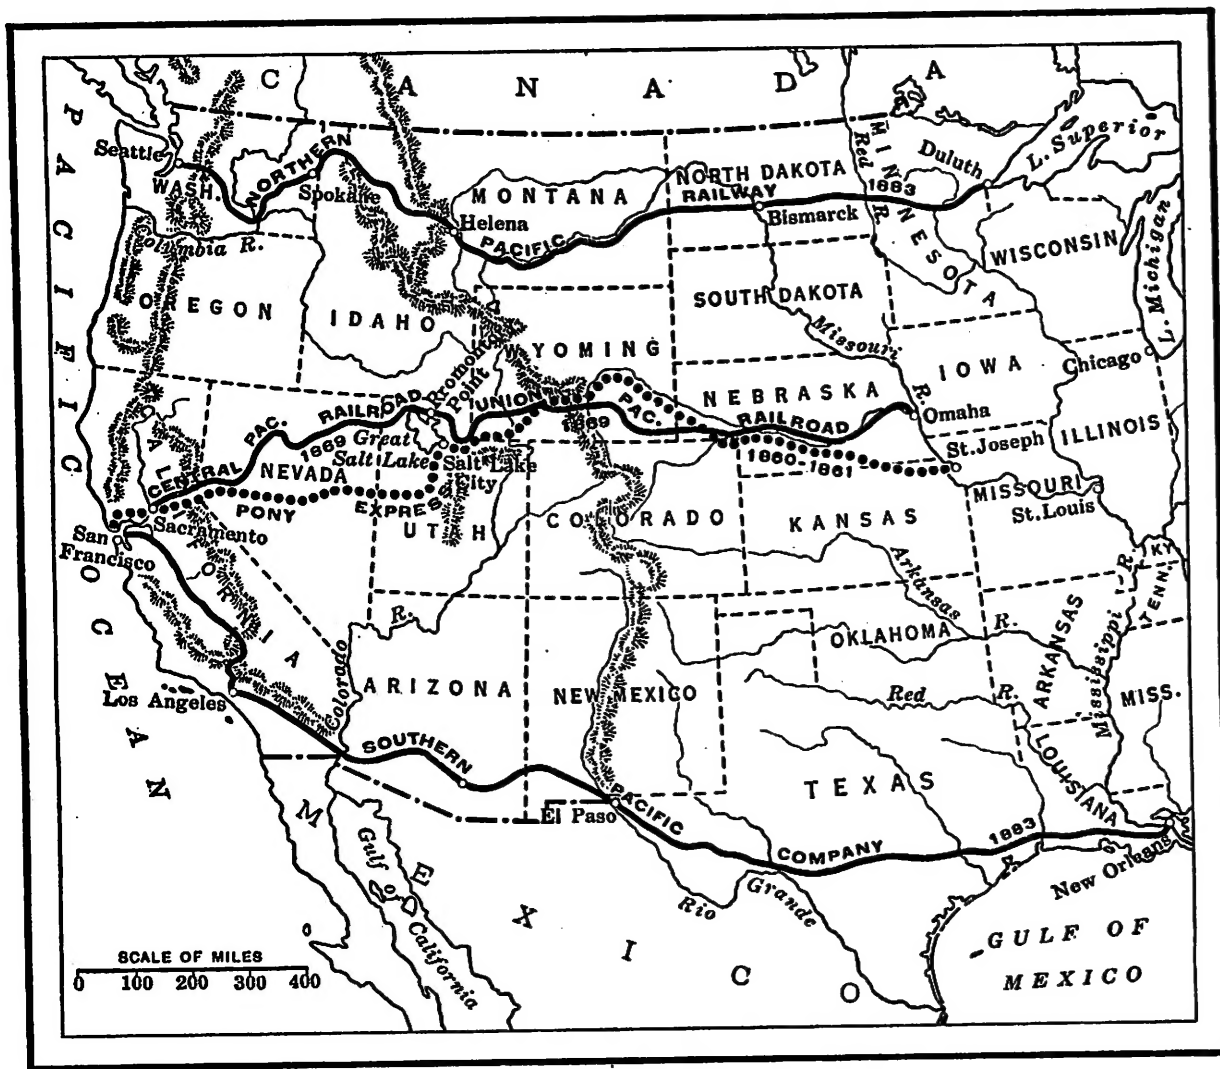 CANADA
PACIFIC OCEAN
Seattle
WASH.
NORTHERN
Spokane
MONTANA
Helena
PACIFIC
NORTH DAKOTA
RAILWAY
1883
Bismarck
Red
R.
MINNESOTA
Duluth
L. Superior
WISCONSIN
L. Michigan
Columbia R.
OREGON
IDAHO
SOUTH DAKOTA
Missouri
R.
WYOMING
IOWA
Chicago
Promontory
Point
NEBRASKA
UNION
PAC.
RAILROAD
1869
Omaha
ILLINOIS
CENTRAL
PAC.
RAILROAD
1869
Great
Salt Lake
Salt Lake
City
NEVADA
PONY
EXPRESS
1860-1861
St. Joseph
MISSOURI
St. Louis
CALIFORNIA
San
Francisco
Sacramento
UTAH
COLORADO
KANSAS
Arkansas
R.
KY
TENN.
R.
Mississippi
ARKANSAS
MISS.
Colorado
R.
OKLAHOMA
Red
R.
Los Angeles
ARIZONA
NEW MEXICO
TEXAS
LOUISIANA
SOUTHERN
PACIFIC
COMPANY
1883
El Paso
New Orleans
MEXICO
Gulf of California
Rio Grande
GULF OF
MEXICO
SCALE OF MILES
0 100 200 300 400